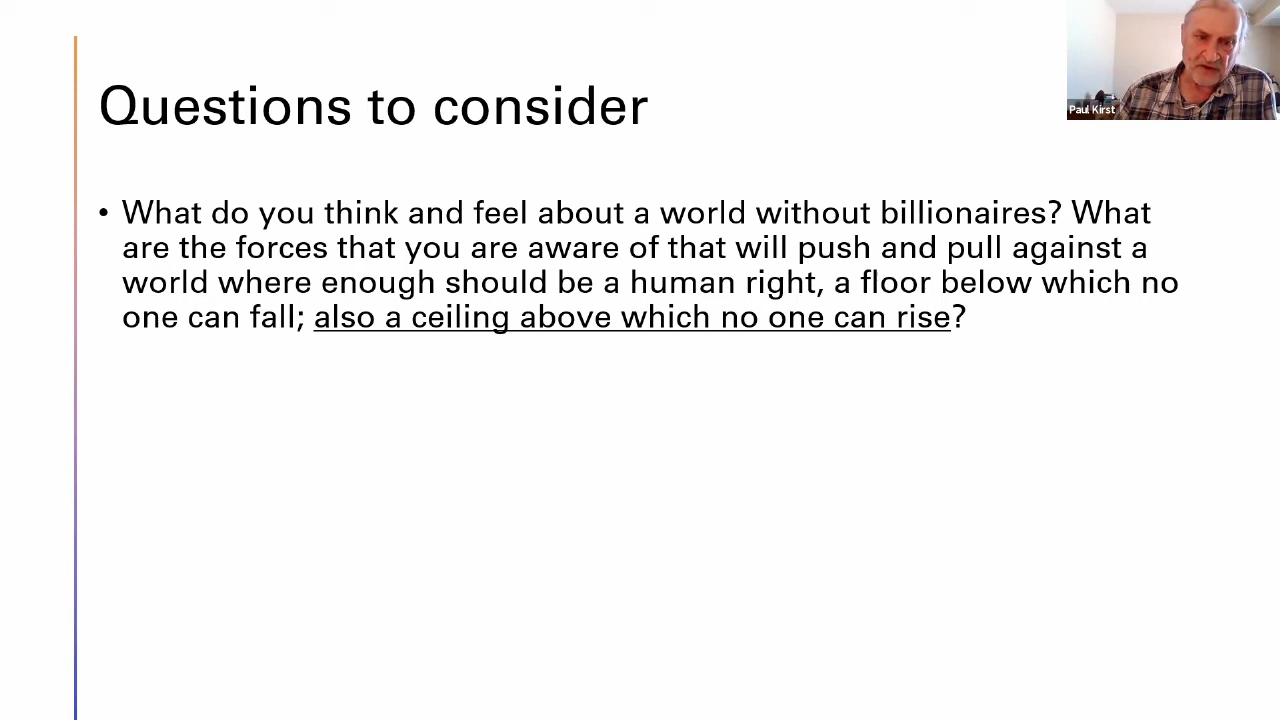 Questions to consider
Paul Kirst
• What do you think and feel about a world without billionaires? What
are the forces that you are aware of that will push and pull against a
world where enough should be a human right, a floor below which no
one can fall; also a ceiling above which no one can rise?